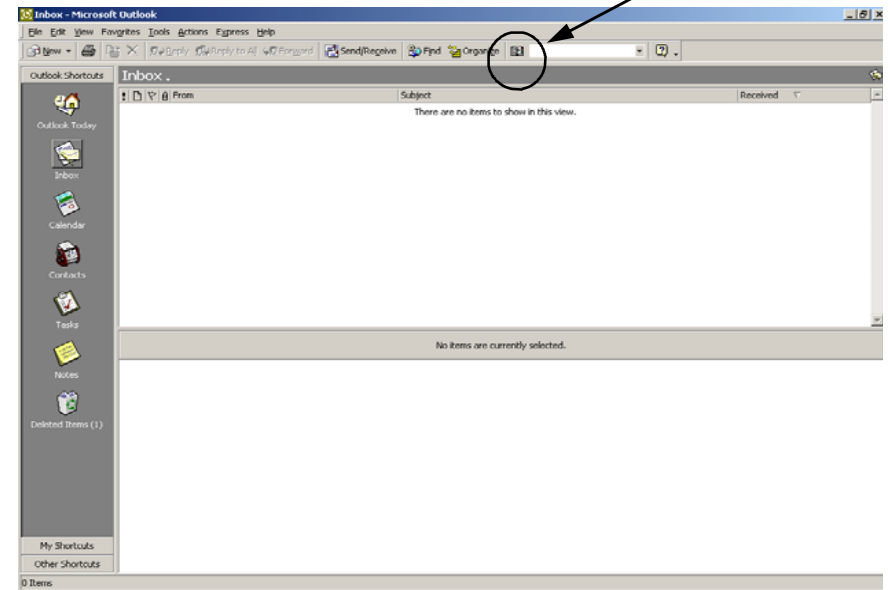 Inbox - Microsoft Outlook
File Edit View Favorites Tools Actions Express Help
New Reply Reply to All Forward Send/Receive Find Organize
Outlook Shortcuts Inbox .
! From Subject Received
There are no items to show in this view.
Outlook Today
Inbox
Calendar
Contacts
Tasks
No items are currently selected.
Notes
Deleted Items (1)
My Shortcuts
Other Shortcuts
0 Items